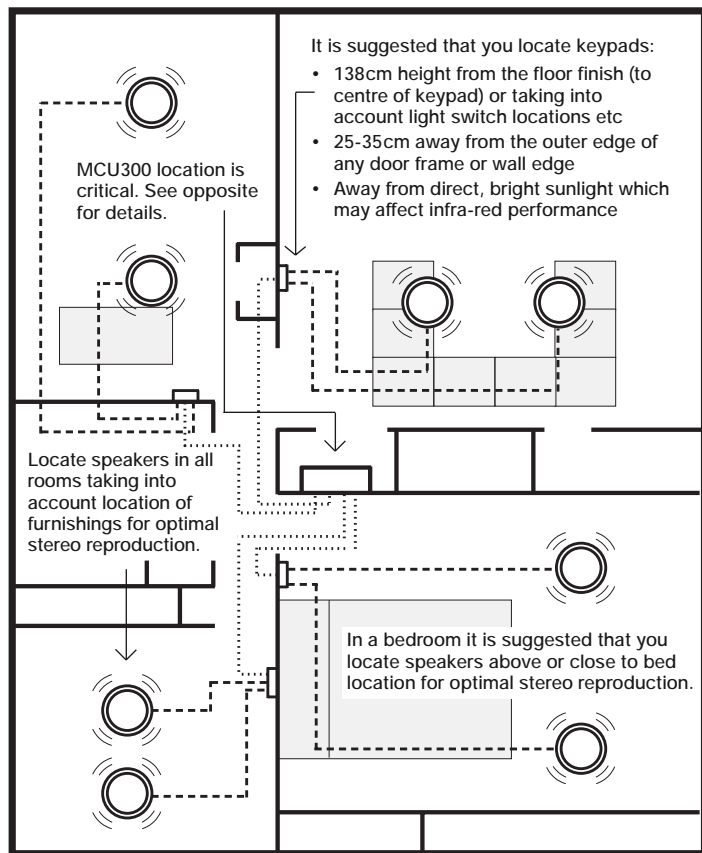 It is suggested that you locate keypads:
• 138cm height from the floor finish (to
centre of keypad) or taking into
account light switch locations etc
• 25-35cm away from the outer edge of
any door frame or wall edge
• Away from direct, bright sunlight which
may affect infra-red performance
MCU300 location is
critical. See opposite
for details.
Locate speakers in all
rooms taking into
account location of
furnishings for optimal
stereo reproduction.
In a bedroom it is suggested that you
locate speakers above or close to bed
location for optimal stereo reproduction.